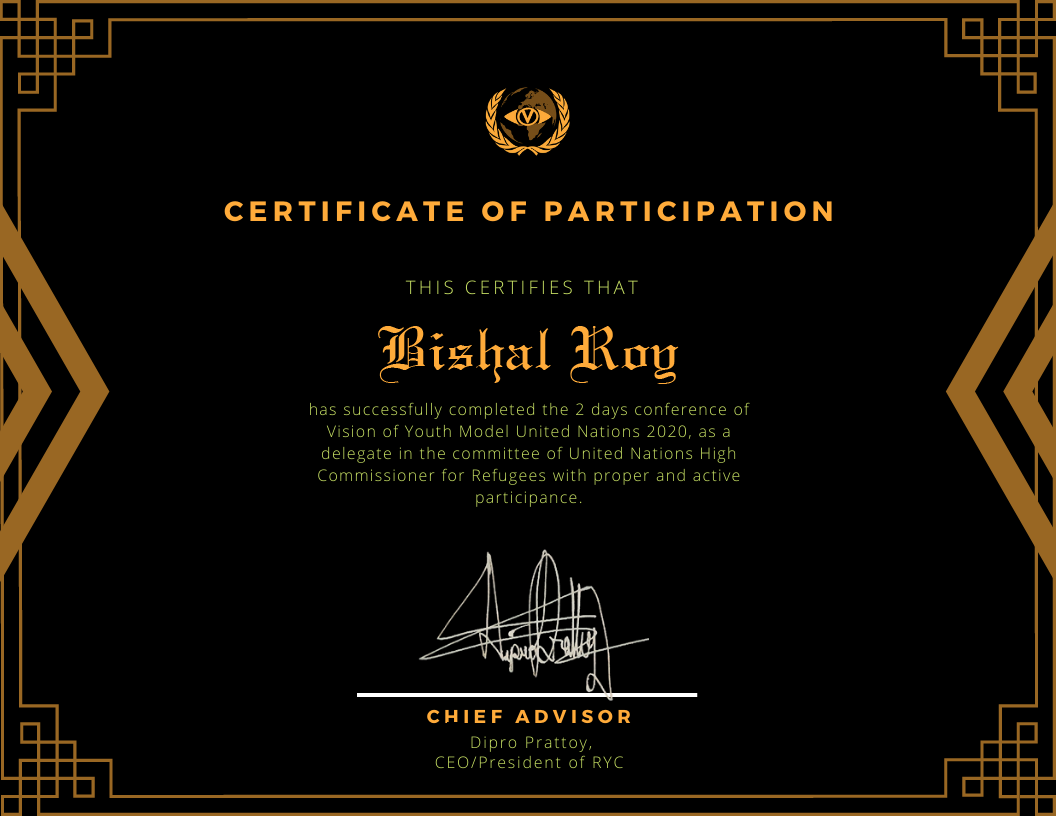 V
CERTIFICATE OF PARTICIPATION
THIS CERTIFIES THAT
Bishal Roy
has successfully completed the 2 days conference of
Vision of Youth Model United Nations 2020, as a
delegate in the committee of United Nations High
Commissioner for Refugees with proper and active
participance.
CHIEF ADVISOR
Dipro Prattoy,
CEO/President of RYC